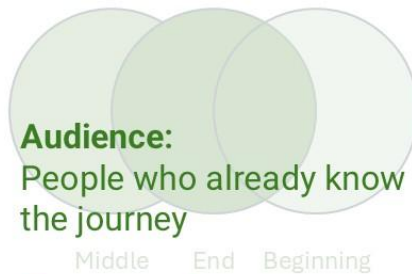 Audience:
People who already know
the journey
Middle End Beginning